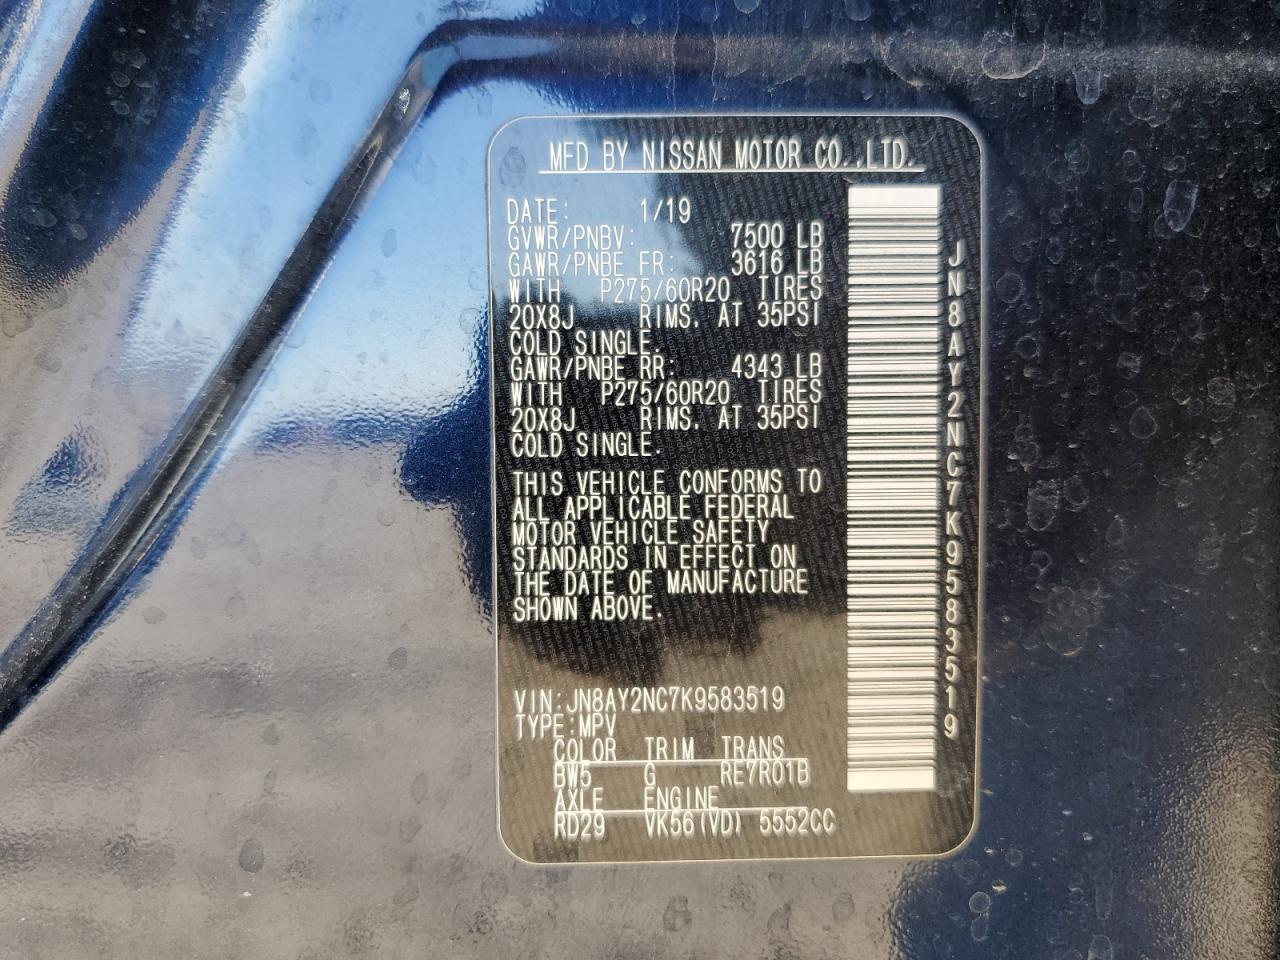 MFD BY NISSAN MOTOR CO.,LTD.
DATE: 1/19
GVWR/PNBV: 7500 LB
GAWR/PNBE FR: 3616 LB
WITH P275/60R20 TIRES
20X8J RIMS. AT 35PSI
COLD SINGLE.
GAWR/PNBE RR: 4343 LB
WITH P275/60R20 TIRES
20X8J RIMS. AT 35PSI
COLD SINGLE.
THIS VEHICLE CONFORMS TO
ALL APPLICABLE FEDERAL
MOTOR VEHICLE SAFETY
STANDARDS IN EFFECT ON
THE DATE OF MANUFACTURE
SHOWN ABOVE.
VIN:JN8AY2NC7K9583519
TYPE:MPV
COLOR TRIM TRANS
BW5 G RE7R01B
AXLE ENGINE
RD29 VK56(VD) 5552CC
JN8AY2NC7K9583519